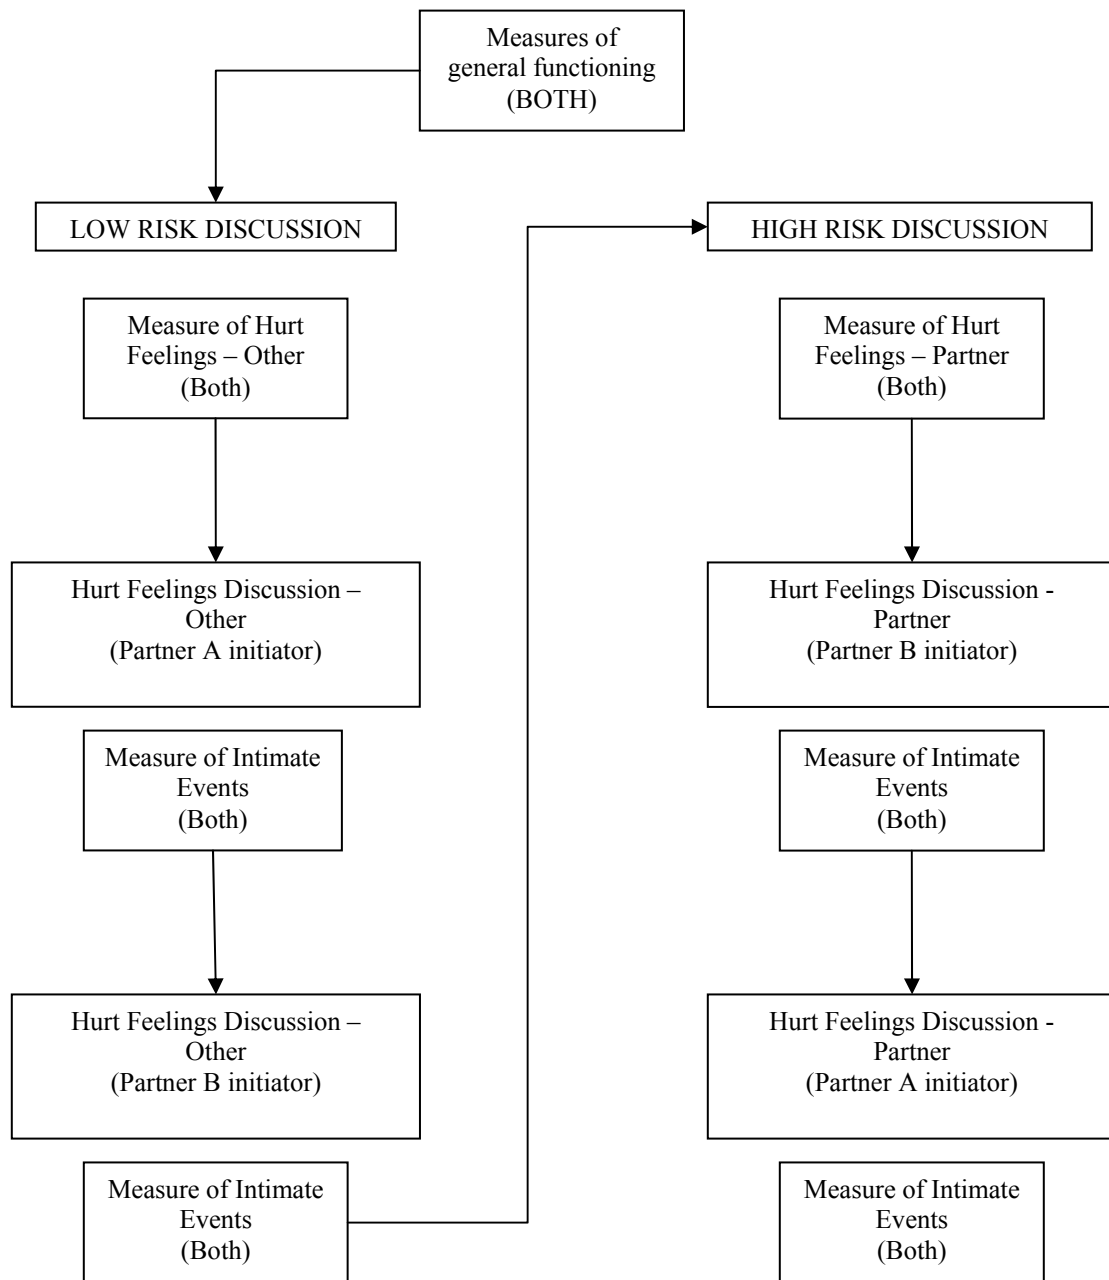 Measures of
general functioning
(BOTH)
LOW RISK DISCUSSION
Measure of Hurt
Feelings – Other
(Both)
Hurt Feelings Discussion –
Other
(Partner A initiator)
Measure of Intimate
Events
(Both)
Hurt Feelings Discussion –
Other
(Partner B initiator)
Measure of Intimate
Events
(Both)
HIGH RISK DISCUSSION
Measure of Hurt
Feelings – Partner
(Both)
Hurt Feelings Discussion -
Partner
(Partner B initiator)
Measure of Intimate
Events
(Both)
Hurt Feelings Discussion -
Partner
(Partner A initiator)
Measure of Intimate
Events
(Both)